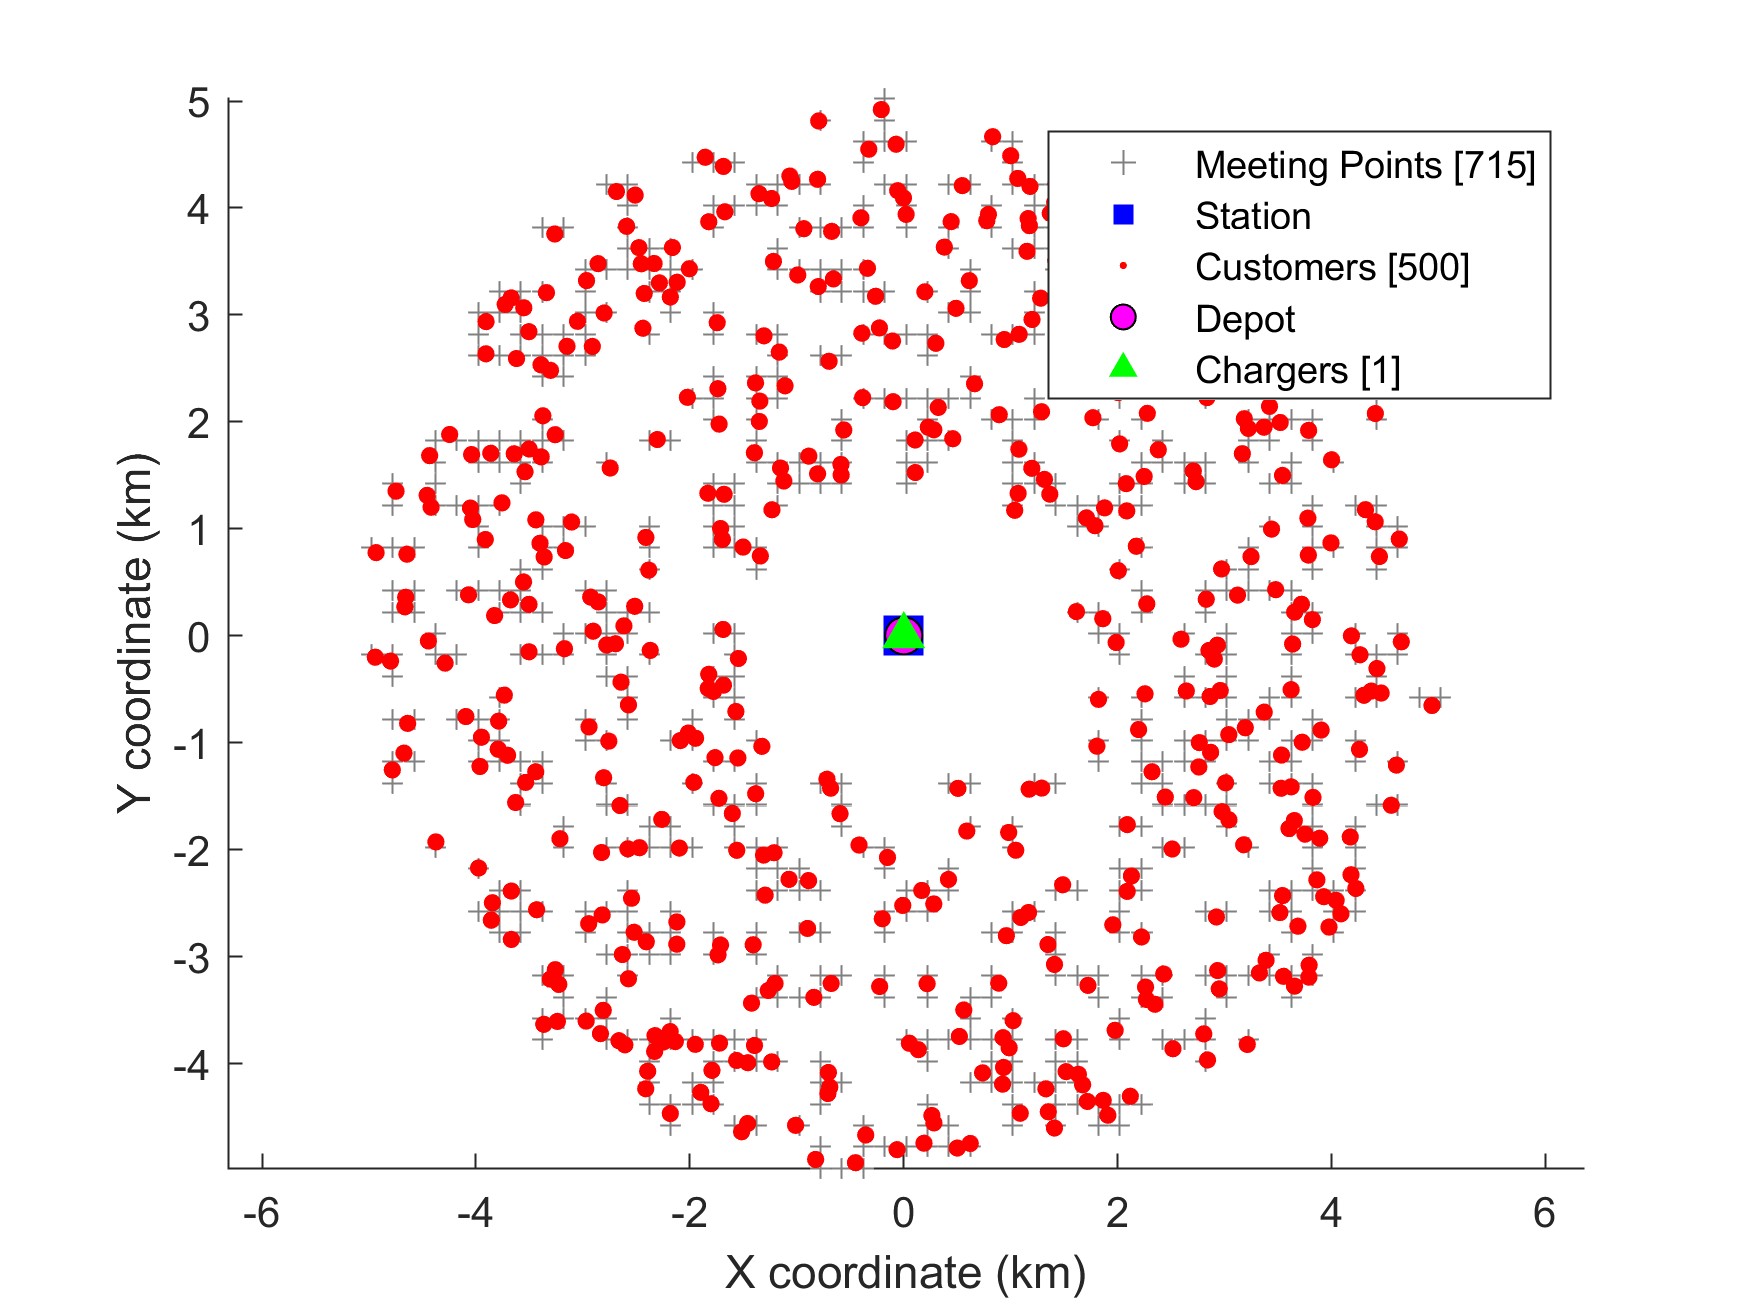 5
4
3
2
1
0
-1
-2
-3
-4
Y coordinate (km)
Meeting Points [715]
Station
Customers [500]
Depot
Chargers [1]
-6
-4
-2
0
2
4
6
X coordinate (km)